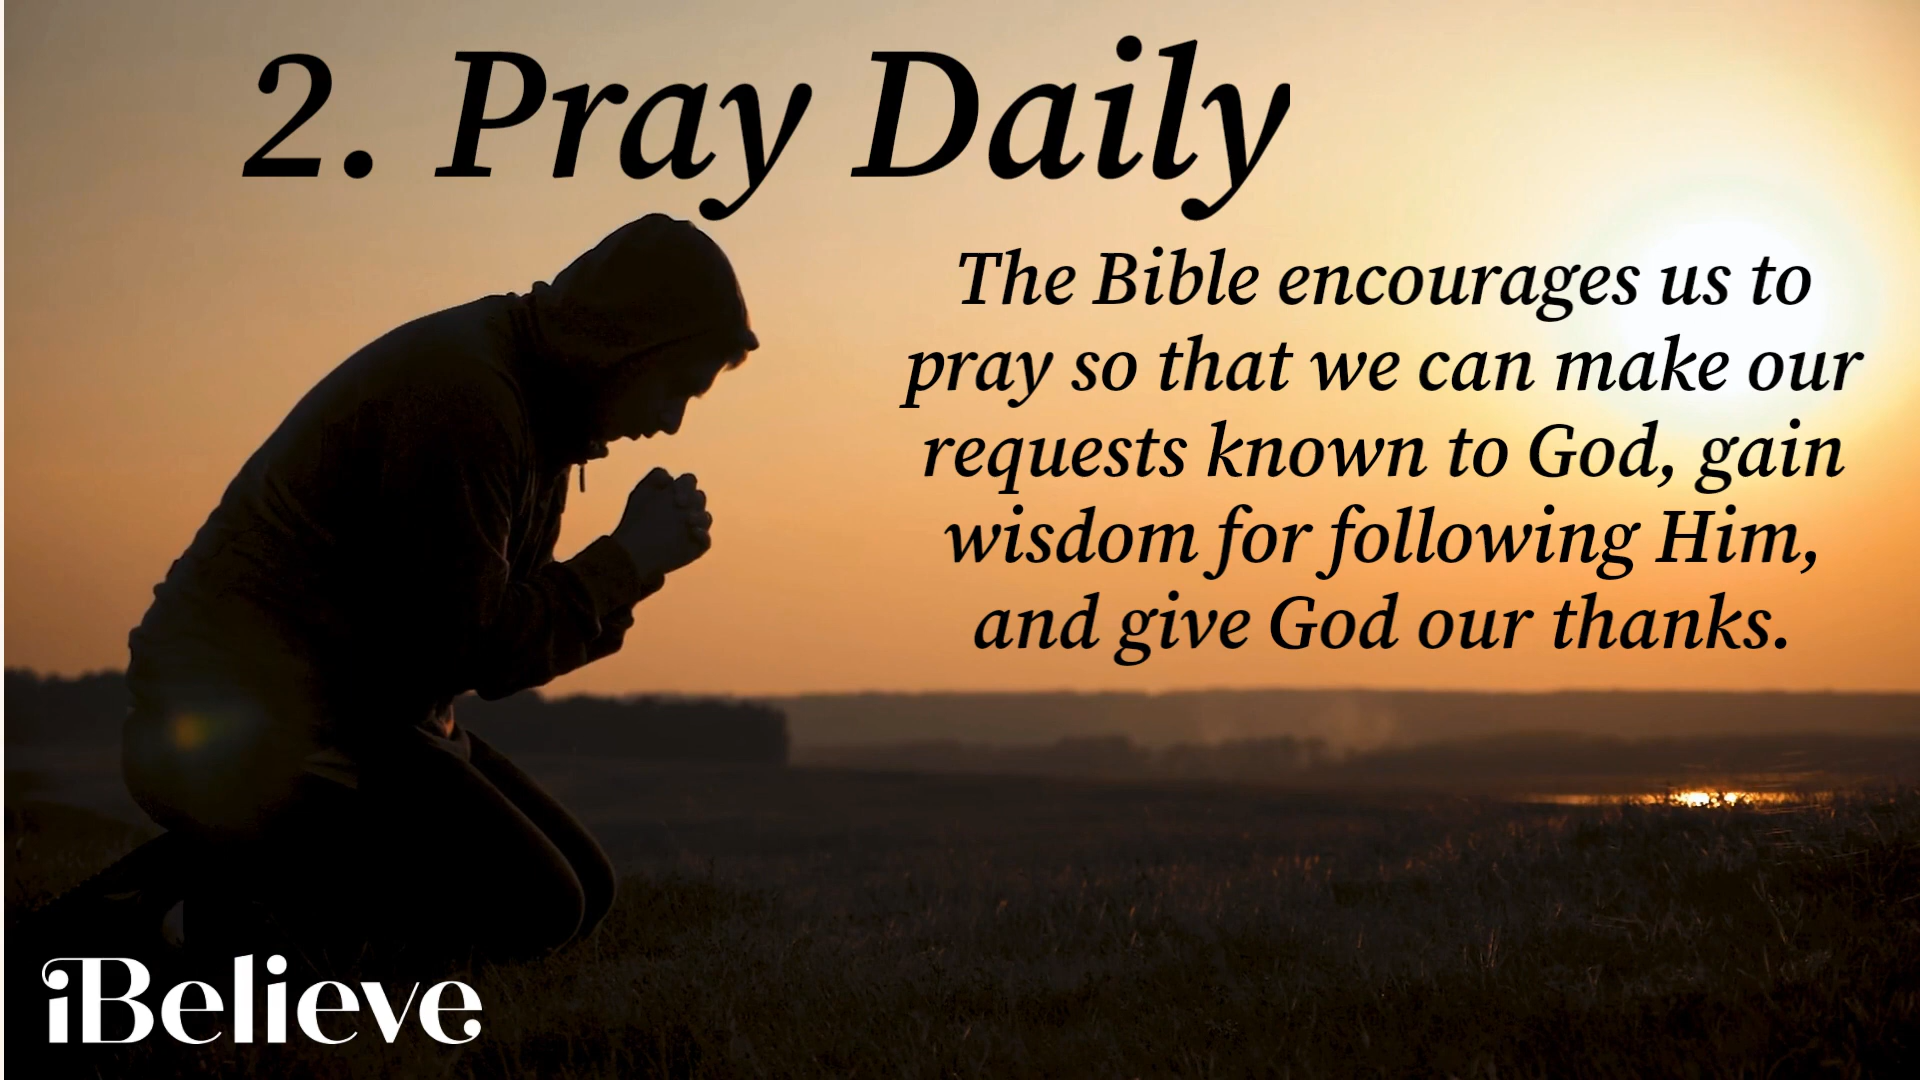 2. Pray Daily
The Bible encourages us to
pray so that we can make our
requests known to God, gain
wisdom for following Him,
and give God our thanks.
iBelieve